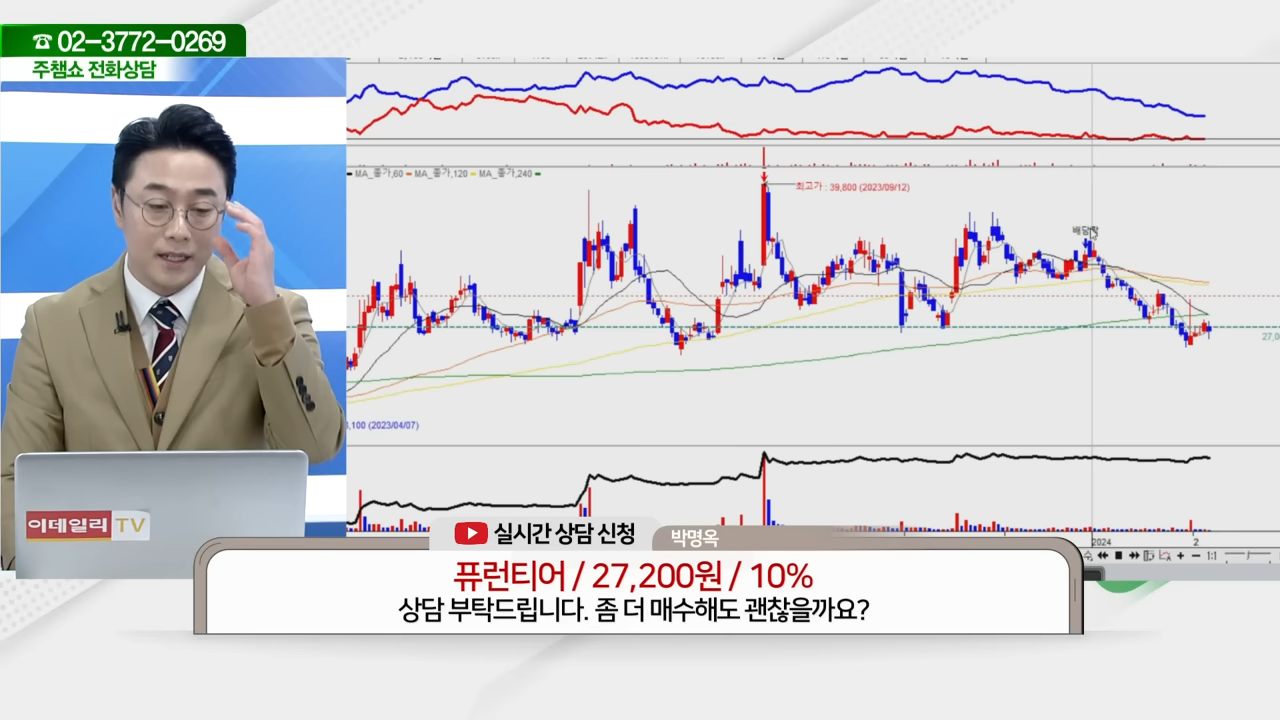 ☎ 02-3772-0269
주챔쇼 전화상담
MA_종가,60 MA_종가,120 MA_종가,240
최고가 : 39,800 (2023/09/12)
배당락
,100 (2023/04/07)
이데일리 TV
2024
2
1:1
실시간 상담 신청
박명옥
퓨런티어 / 27,200원 / 10%
상담 부탁드립니다. 좀 더 매수해도 괜찮을까요?